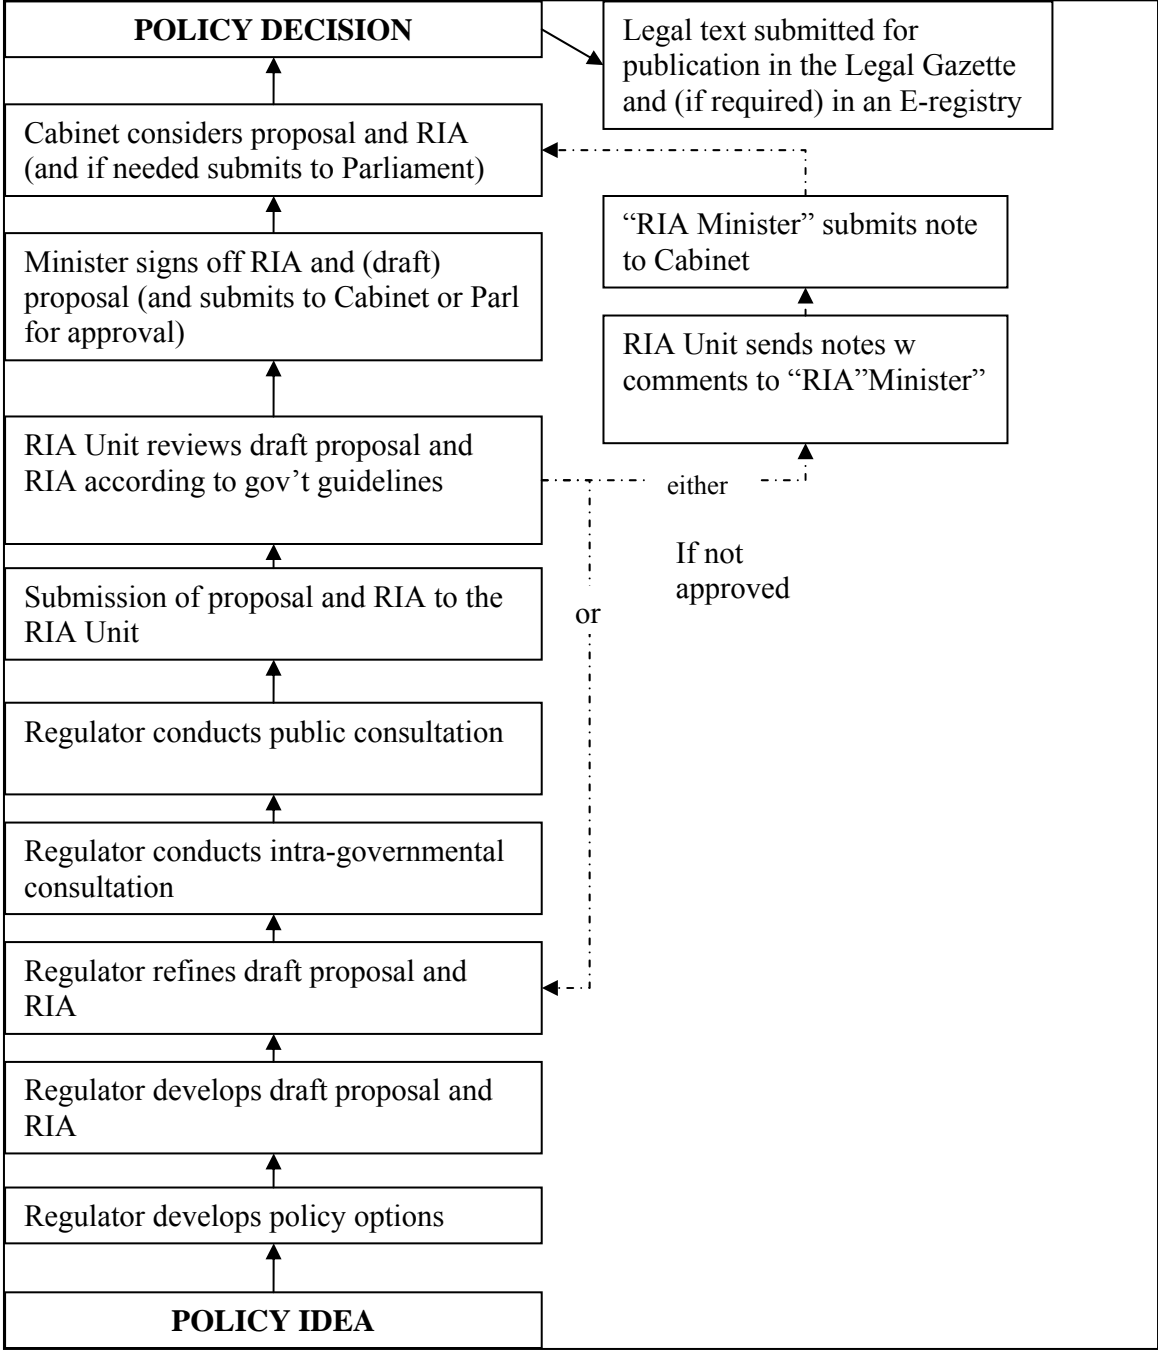 POLICY DECISION
Legal text submitted for
publication in the Legal Gazette
and (if required) in an E-registry
Cabinet considers proposal and RIA
(and if needed submits to Parliament)
“RIA Minister” submits note
to Cabinet
Minister signs off RIA and (draft)
proposal (and submits to Cabinet or Parl
for approval)
RIA Unit sends notes w
comments to “RIA”Minister”
RIA Unit reviews draft proposal and
RIA according to gov’t guidelines
either
If not
approved
or
Submission of proposal and RIA to the
RIA Unit
Regulator conducts public consultation
Regulator conducts intra-governmental
consultation
Regulator refines draft proposal and
RIA
Regulator develops draft proposal and
RIA
Regulator develops policy options
POLICY IDEA